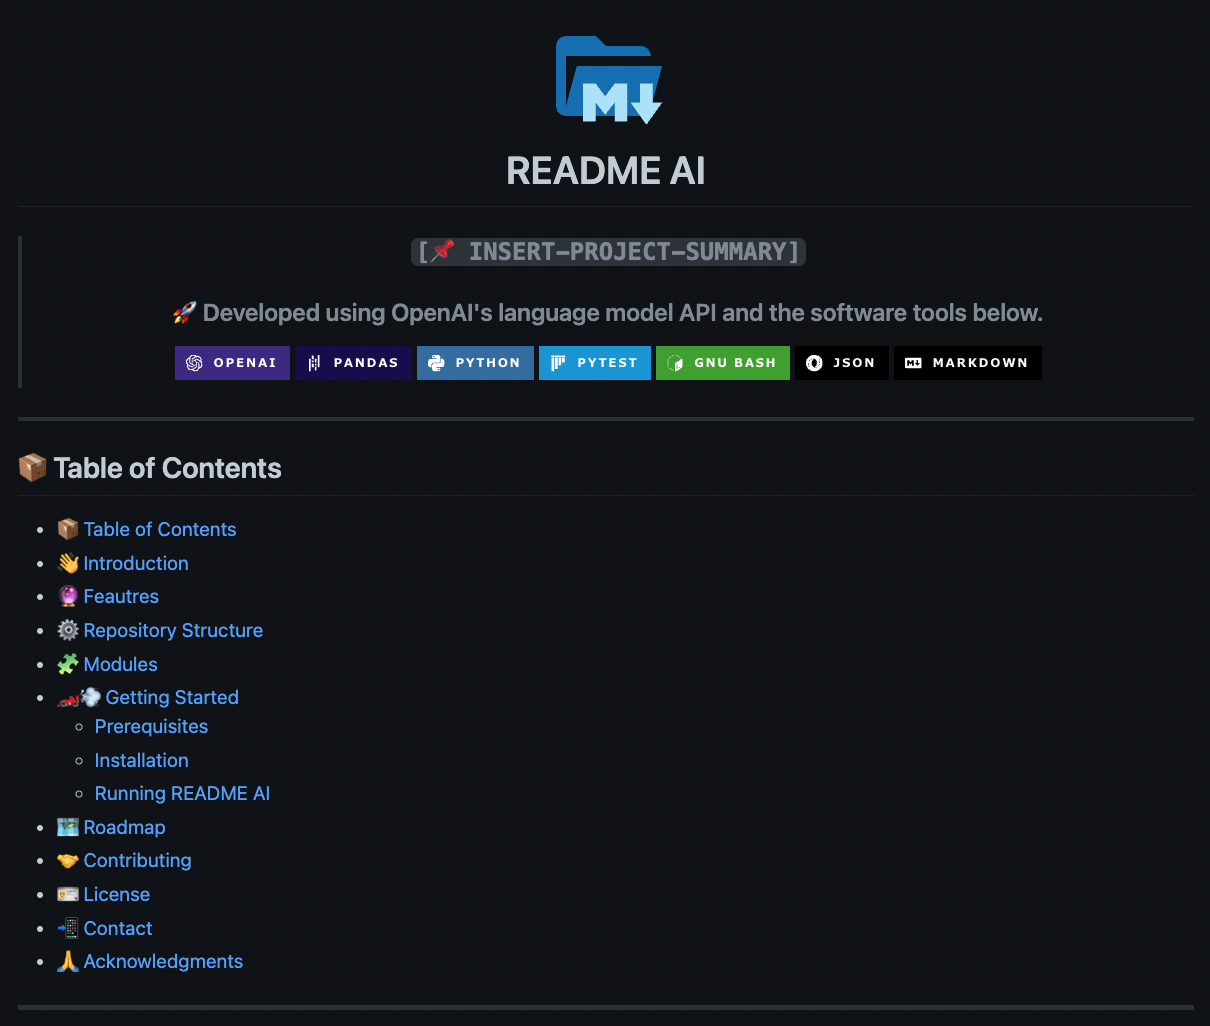 M↓
README AI
[📌 INSERT-PROJECT-SUMMARY]
🚀 Developed using OpenAI's language model API and the software tools below.
OPENAI PANDAS PYTHON PYTEST GNU BASH JSON MARKDOWN
📦 Table of Contents
📦 Table of Contents
👋 Introduction
🔮 Feautres
⚙️ Repository Structure
🧩 Modules
🏎💨 Getting Started
Prerequisites
Installation
Running README AI
🗺 Roadmap
🤝 Contributing
🪪 License
📲 Contact
🙏 Acknowledgments